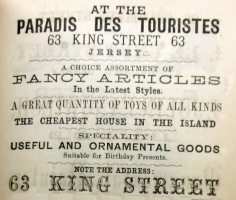 AT THE
PARADIS DES TOURISTES
63 KING STREET 63
JERSEY
A CHOICE ASSORTMENT OF
FANCY ARTICLES
In the Latest Styles.
A GREAT QUANTITY OF TOYS OF ALL KINDS
THE CHEAPEST HOUSE IN THE ISLAND
SPECIALITY:
USEFUL AND ORNAMENTAL GOODS
Suitable for Birthday Presents.
NOTE THE ADDRESS:
63 KING STREET